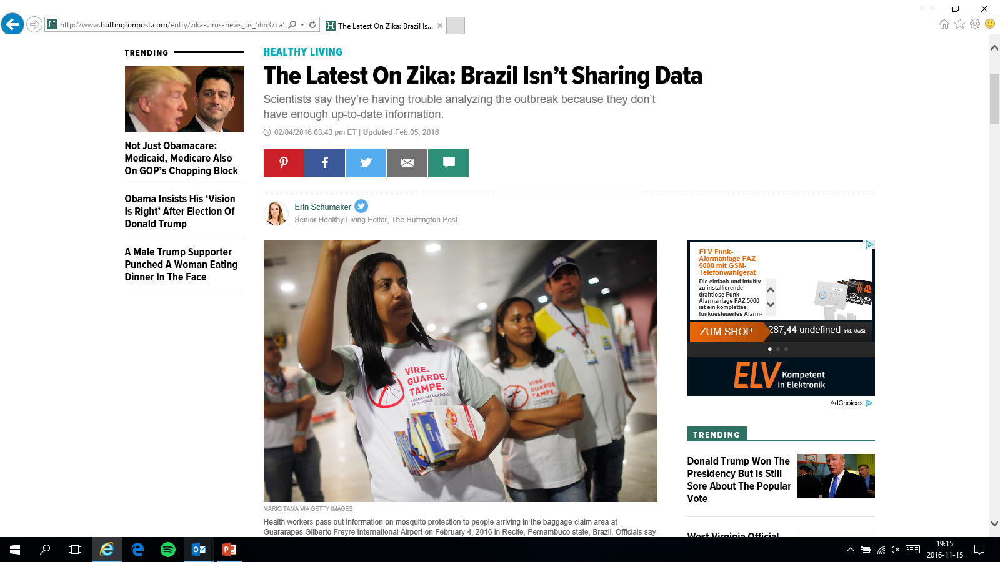 http://www.huffingtonpost.com/entry/zika-virus-news_us_56b37ca5
The Latest On Zika: Brazil Is...
TRENDING
Not Just Obamacare:
Medicaid, Medicare Also
On GOP’s Chopping Block
Obama Insists His ‘Vision
Is Right’ After Election Of
Donald Trump
A Male Trump Supporter
Punched A Woman Eating
Dinner In The Face
HEALTHY LIVING
The Latest On Zika: Brazil Isn’t Sharing Data
Scientists say they’re having trouble analyzing the outbreak because they don’t
have enough up-to-date information.
02/04/2016 03:43 pm ET | Updated Feb 05, 2016
Erin Schumaker
Senior Healthy Living Editor, The Huffington Post
VIRE.
GUARDE.
TAMPE.
CUIDADO COM A ÁGUA PARADA.
EVITE A DENGUE.
VIRE.
GUARDE.
TAMPE.
MARIO TAMA VIA GETTY IMAGES
Health workers pass out information on mosquito protection to people arriving in the baggage claim area at
Guararapes Gilberto Freyre International Airport on February 4, 2016 in Recife, Pernambuco state, Brazil. Officials say
ELV Funk-
Alarmanlage FAZ
5000 mit GSM-
Telefonwählgerät
Die einfach und intuitiv
zu installierende
drahtlose Funk-
Alarmanlage FAZ 5000
ist ein komplettes,
funkgesteuertes Alarm-
ZUM SHOP
287,44 undefined inkl. MwSt.
ELV Kompetent
in Elektronik
AdChoices
TRENDING
Donald Trump Won The
Presidency But Is Still
Sore About The Popular
Vote
West Virginia Official
19:15
2016-11-15